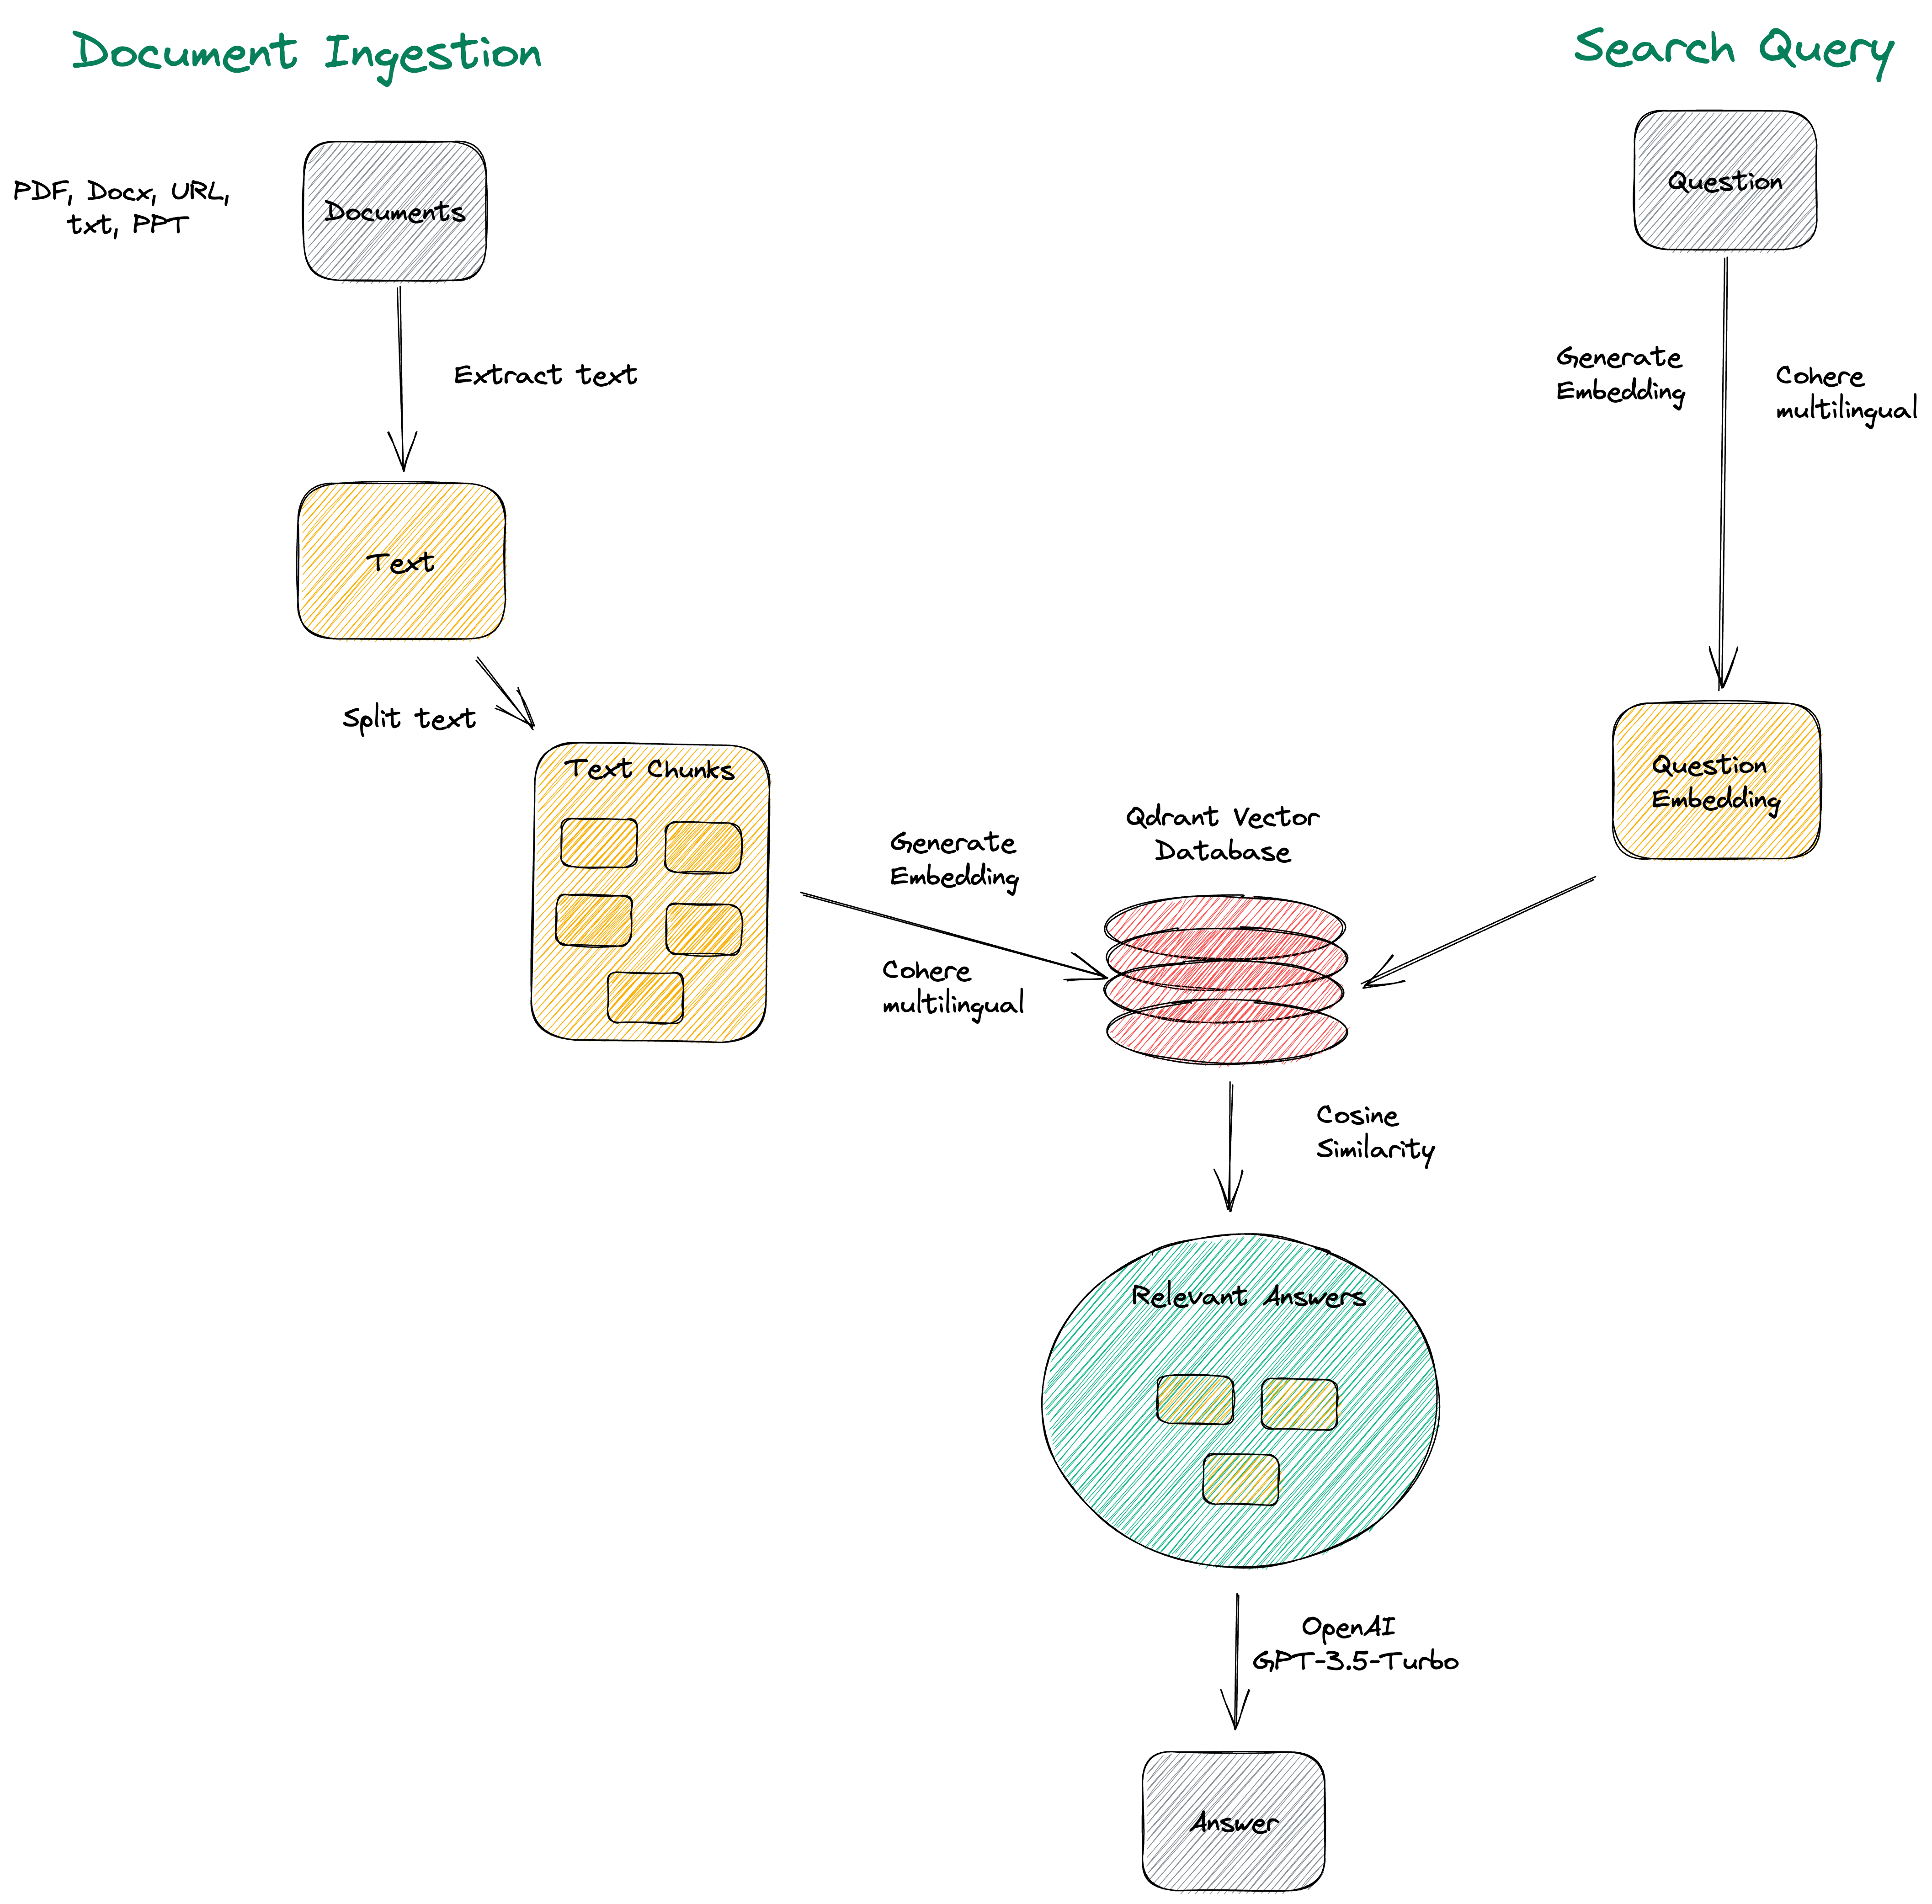 Document Ingestion
Search Query
PDF, Docx, URL,
txt, PPT
Documents
Question
Extract text
Generate
Embedding
Cohere
multilingual
Text
Split text
Text Chunks
Question
Embedding
Generate
Embedding
Cohere
multilingual
Qdrant Vector
Database
Cosine
Similarity
Relevant Answers
OpenAI
GPT-3.5-Turbo
Answer